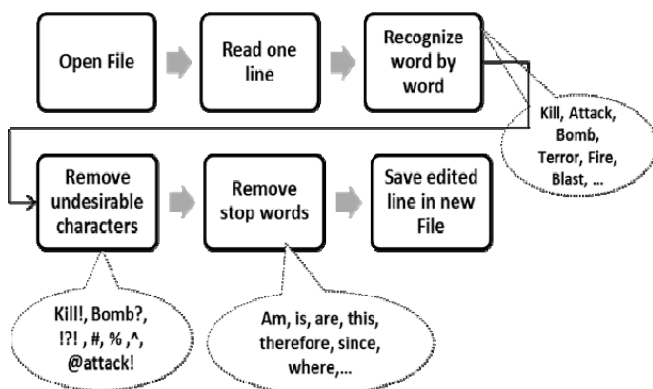 Open File
Read one
line
Recognize
word by
word
Kill, Attack,
Bomb,
Terror, Fire,
Blast, ...
Remove
undesirable
characters
Remove
stop words
Save edited
line in new
File
Kill!, Bomb?,
!?! , #, % ,^,
@attack!
Am, is, are, this,
therefore, since,
where,...